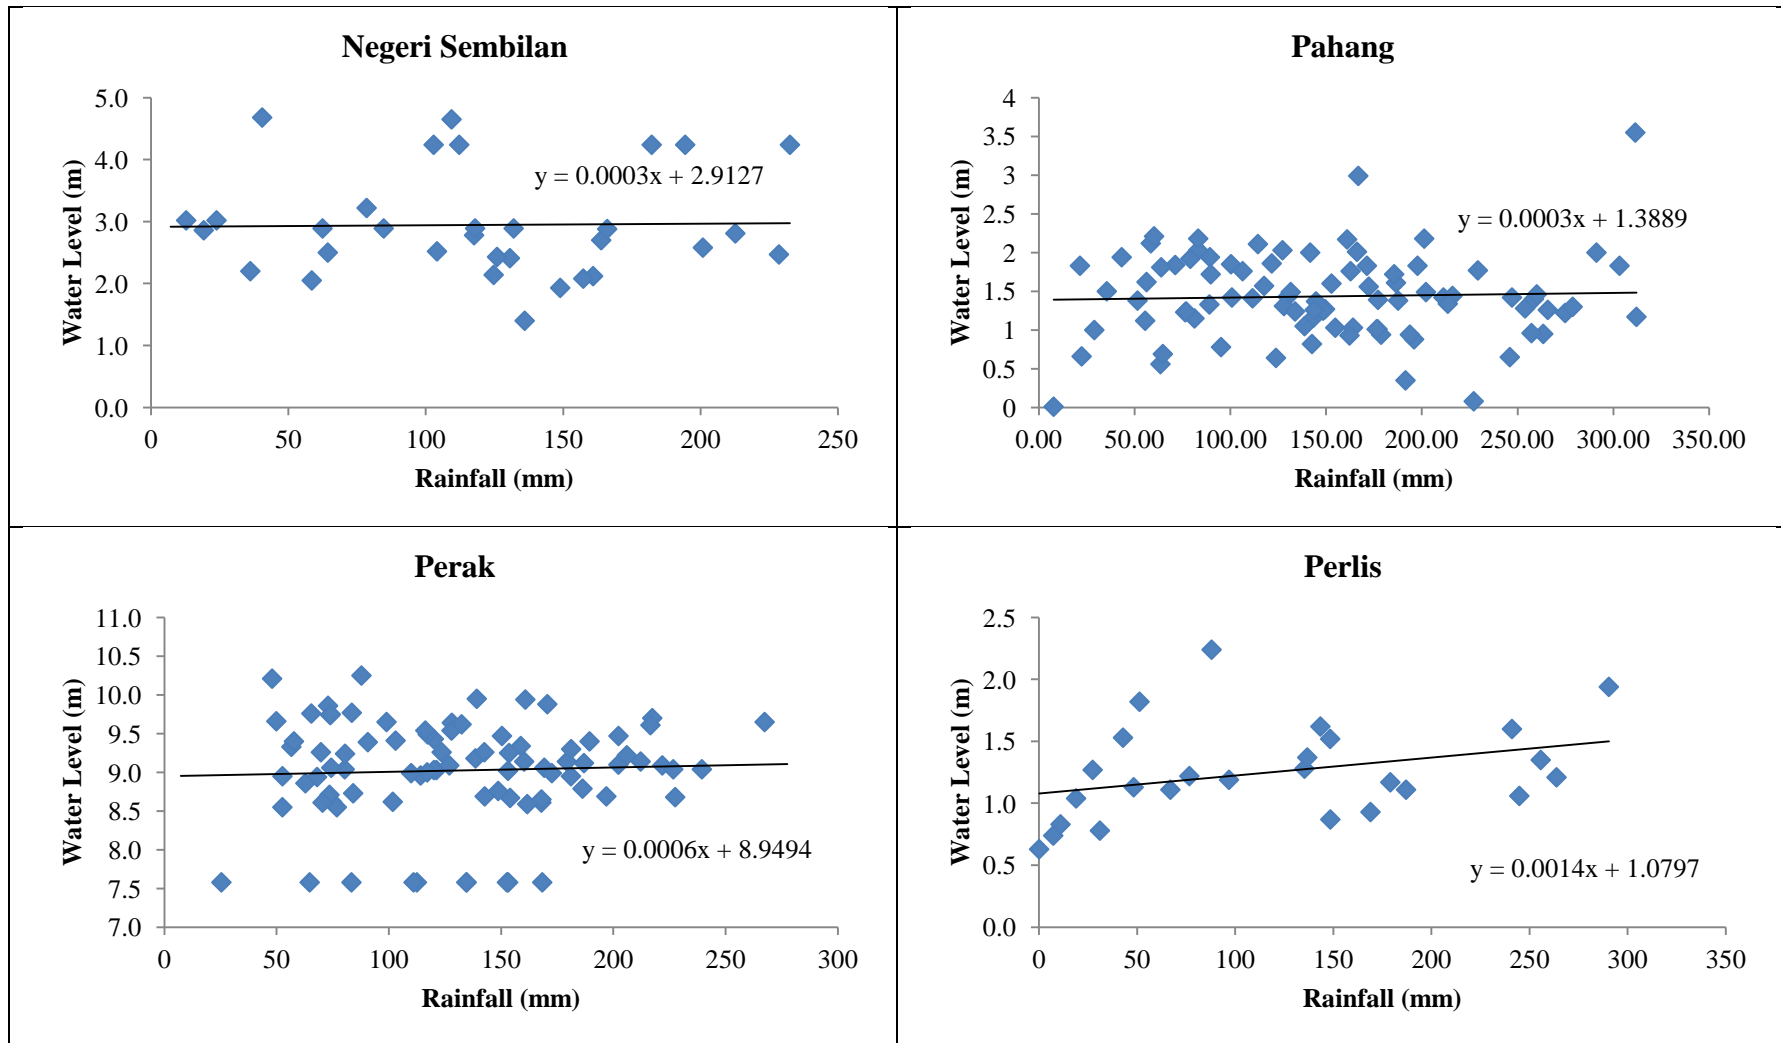 Negeri Sembilan
5.0
4.0
3.0
2.0
1.0
0.0
y = 0.0003x + 2.9127
0 50 100 150 200 250
Water Level (m)
Rainfall (mm)
Pahang
4
3.5
3
2.5
2
1.5
1
0.5
0
y = 0.0003x + 1.3889
0.00 50.00 100.00 150.00 200.00 250.00 300.00 350.00
Water Level (m)
Rainfall (mm)
Perak
11.0
10.5
10.0
9.5
9.0
8.5
8.0
7.5
7.0
y = 0.0006x + 8.9494
0 50 100 150 200 250 300
Water Level (m)
Rainfall (mm)
Perlis
2.5
2.0
1.5
1.0
0.5
0.0
y = 0.0014x + 1.0797
0 50 100 150 200 250 300 350
Water Level (m)
Rainfall (mm)